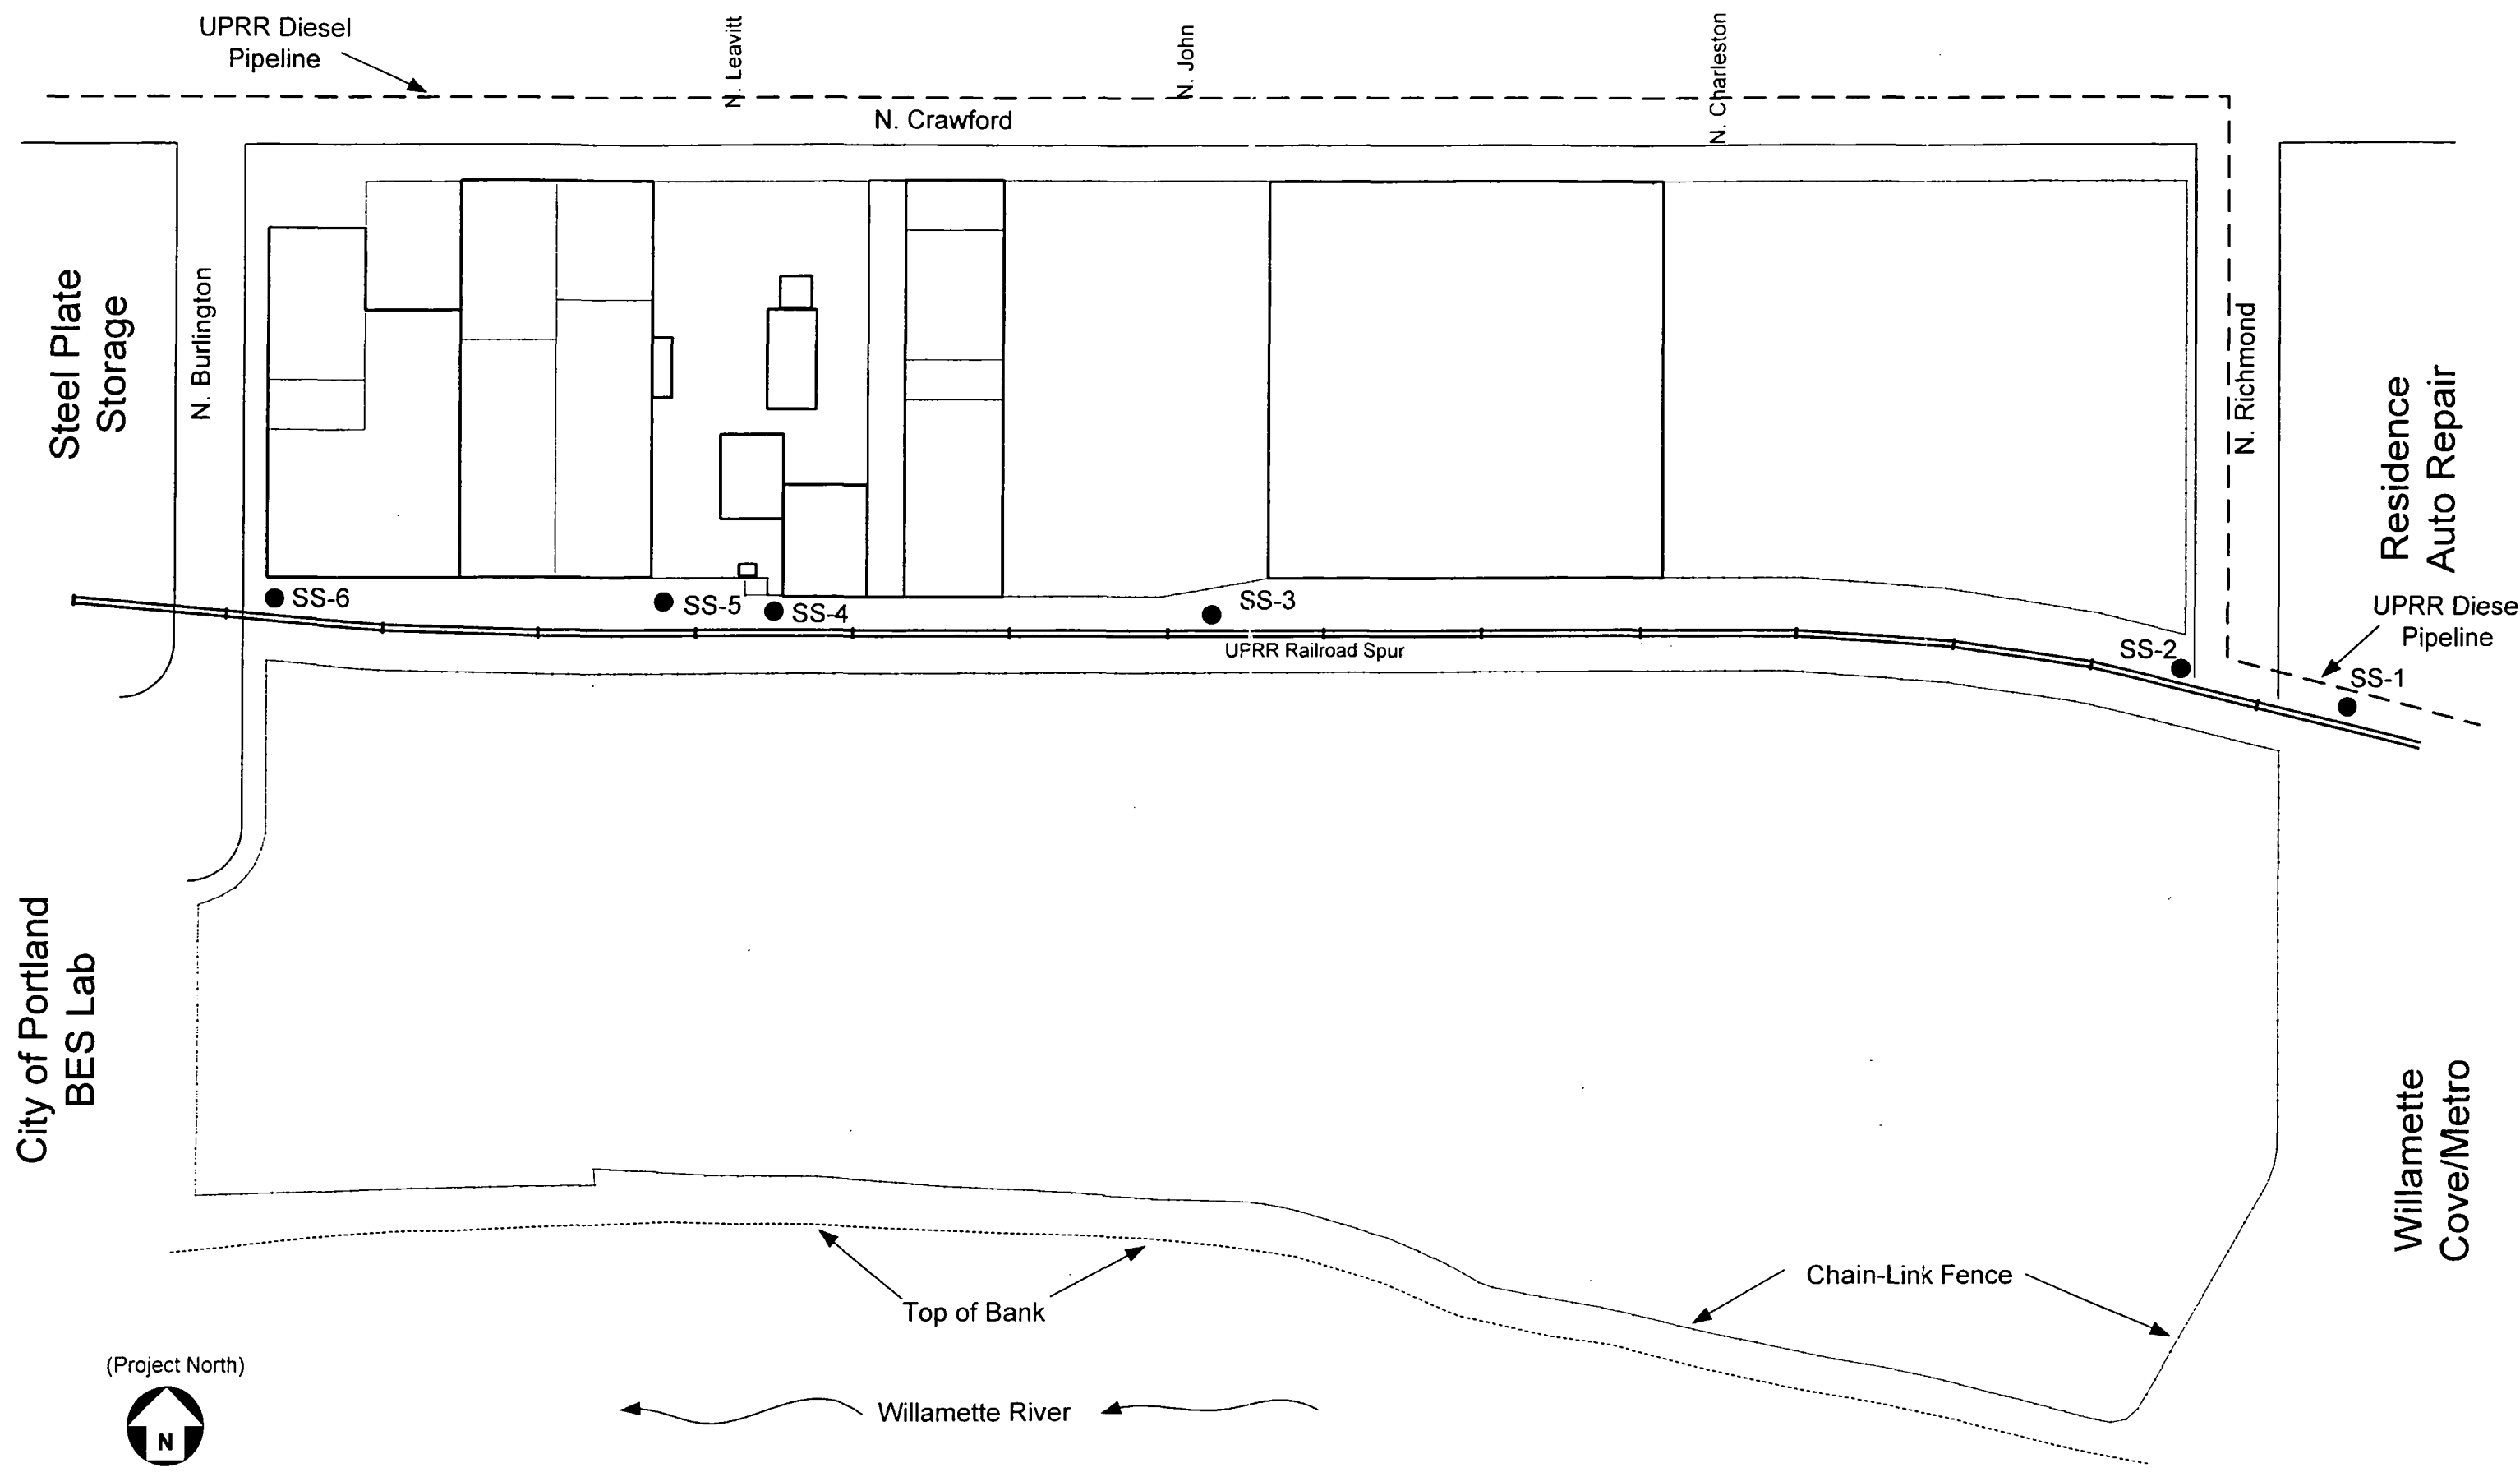 UPRR Diesel
Pipeline
N. Leavitt
N. John
N. Charleston
N. Crawford
Steel Plate
Storage
N. Burlington
N. Richmond
Residence
Auto Repair
UPRR Diese
Pipeline
SS-6
SS-5
SS-4
SS-3
SS-2
SS-1
UPRR Railroad Spur
City of Portland
BES Lab
Willamette
Cove/Metro
Chain-Link Fence
Top of Bank
(Project North)
N
Willamette River